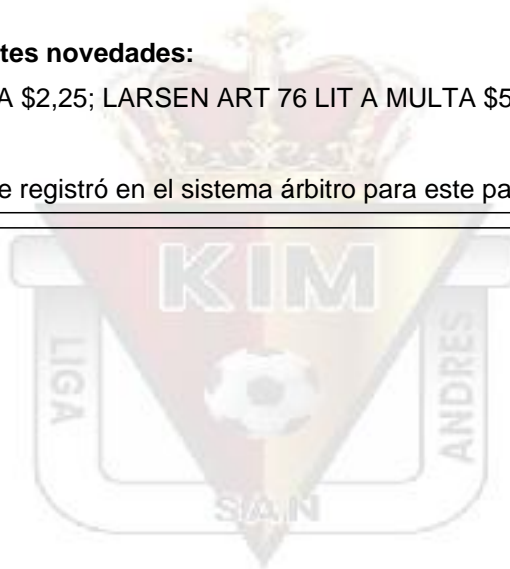 tes novedades:
A $2,25; LARSEN ART 76 LIT A MULTA $5
e registró en el sistema árbitro para este pa
KIM
LIGA
ANDRES
SAN